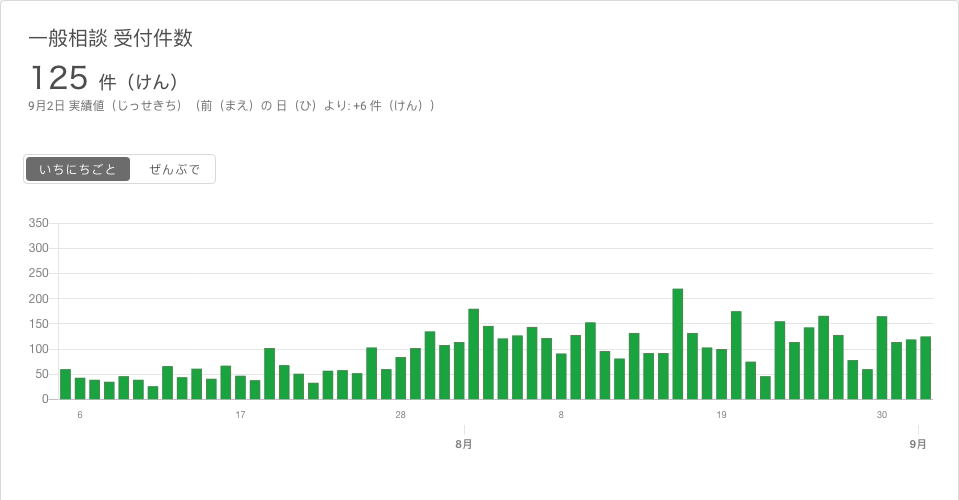 一般相談 受付件数
125 件（けん）
9月2日 実績値（じっせきち）（前（まえ）の 日（ひ）より: +6 件（けん））
いちにちごと ぜんぶで
350
300
250
200
150
100
50
0
6 17 28 8 19 30
8月 9月